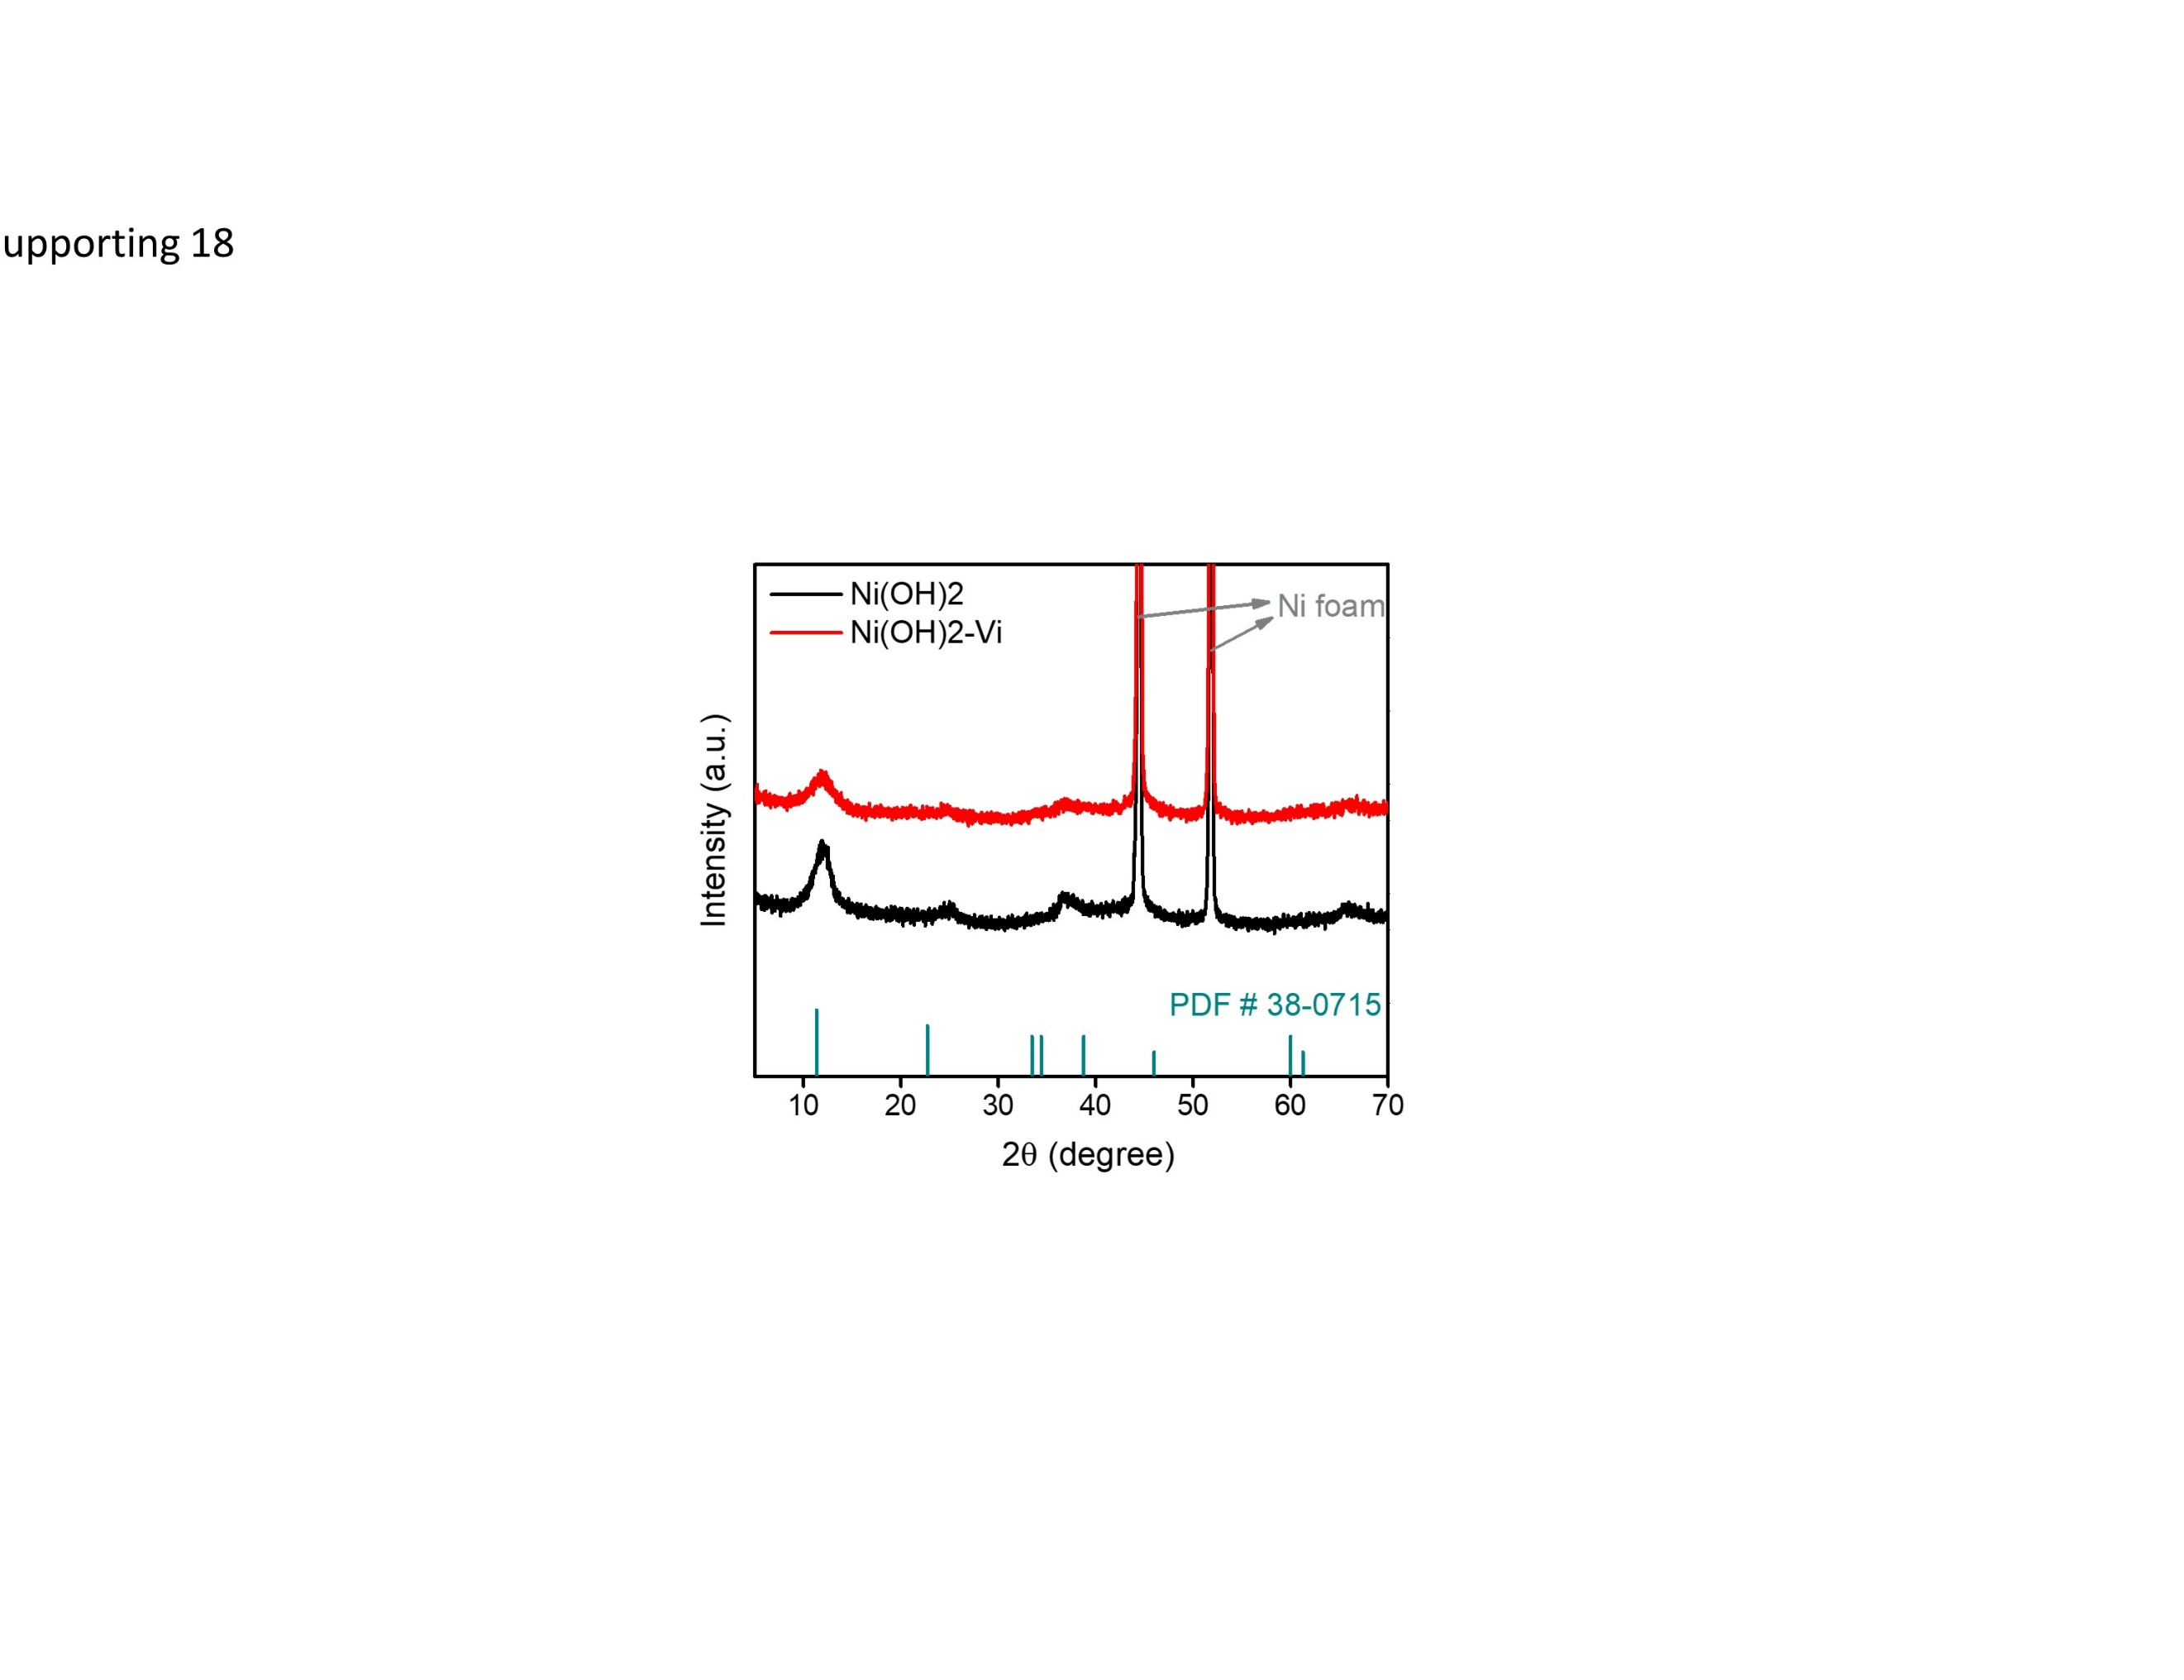 upporting 18
Ni(OH)2
Ni(OH)2-Vi
Ni foam
Intensity (a.u.)
PDF # 38-0715
10 20 30 40 50 60 70
2θ (degree)